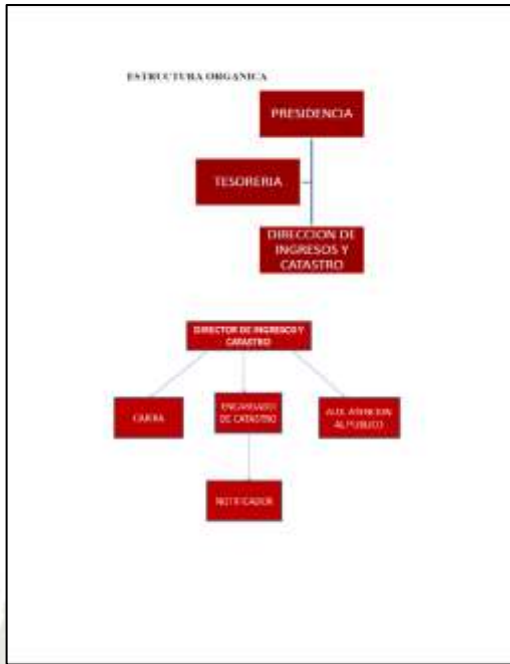 ESTRUCTURA ORGANICA
PRESIDENCIA
TESORERIA
DIRECCION DE
INGRESOS Y
CATASTRO
DIRECTOR DE INGRESOS Y
CATASTRO
CAJERA
ENCARGADO
DE CATASTRO
AUX. ATENCION
AL PUBLICO
NOTIFICADOR